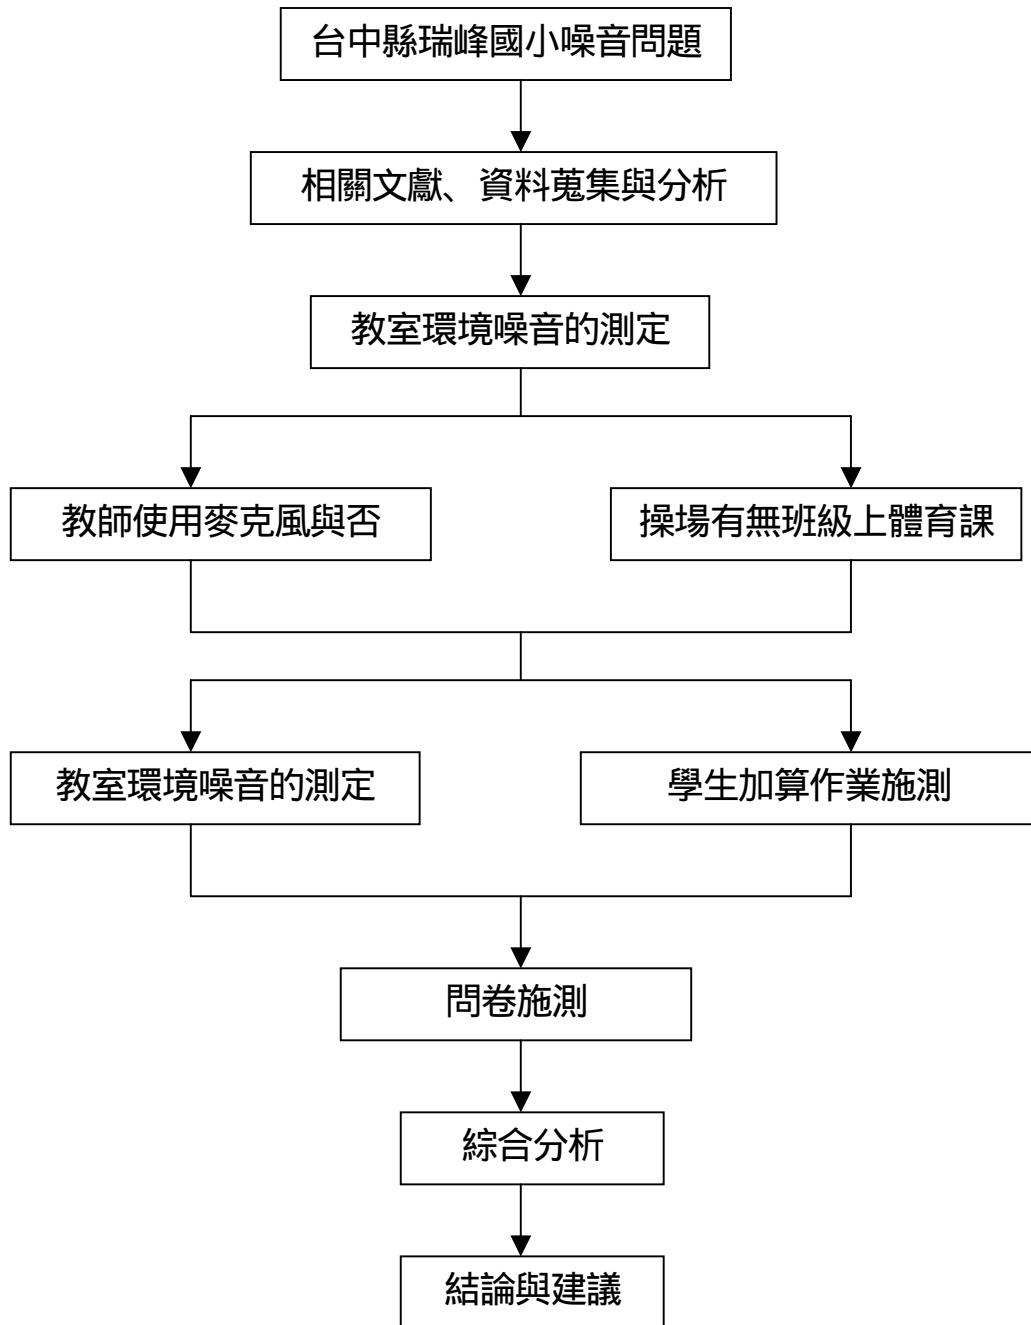 台中縣瑞峰國小噪音問題
相關文獻、資料蒐集與分析
教室環境噪音的測定
教師使用麥克風與否
操場有無班級上體育課
教室環境噪音的測定
學生加算作業施測
問卷施測
綜合分析
結論與建議